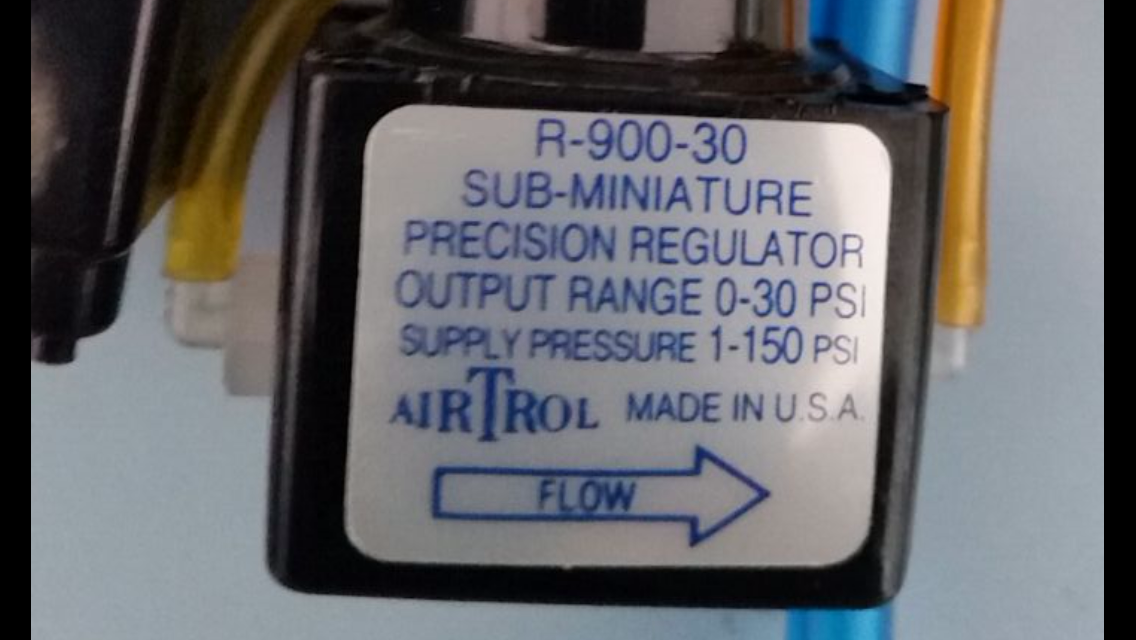 R-900-30
SUB-MINIATURE
PRECISION REGULATOR
OUTPUT RANGE 0-30 PSI
SUPPLY PRESSURE 1-150 PSI
AIRTROL MADE IN U.S.A.
FLOW